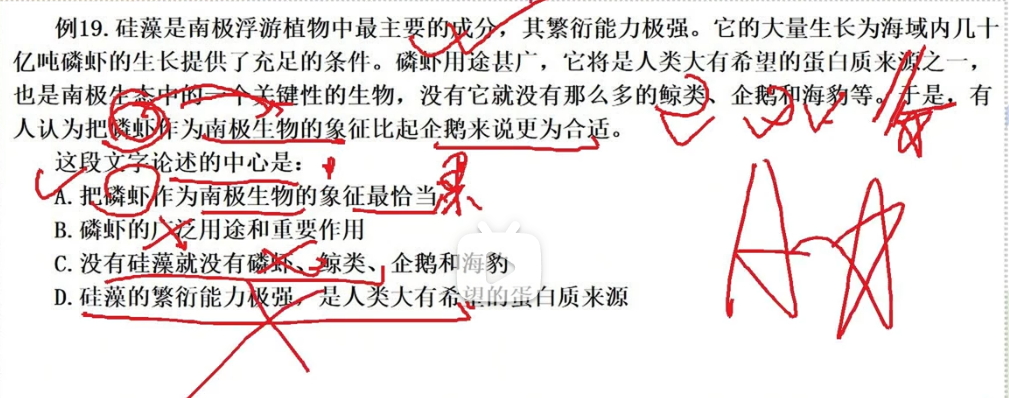 例19. 硅藻是南极浮游植物中最主要的成分，其繁衍能力极强。它的大量生长为海域内几十
亿吨磷虾的生长提供了充足的条件。磷虾用途甚广，它将是人类大有希望的蛋白质来源之一，
也是南极生态中的一个关键性的生物，没有它就没有那么多的鲸类、企鹅和海豹等。于是，有
人认为把磷虾作为南极生物的象征比起企鹅来说更为合适。
这段文字论述的中心是：
A. 把磷虾作为南极生物的象征最恰当
B. 磷虾的广泛用途和重要作用
C. 没有硅藻就没有磷虾、鲸类、企鹅和海豹
D. 硅藻的繁衍能力极强，是人类大有希望的蛋白质来源